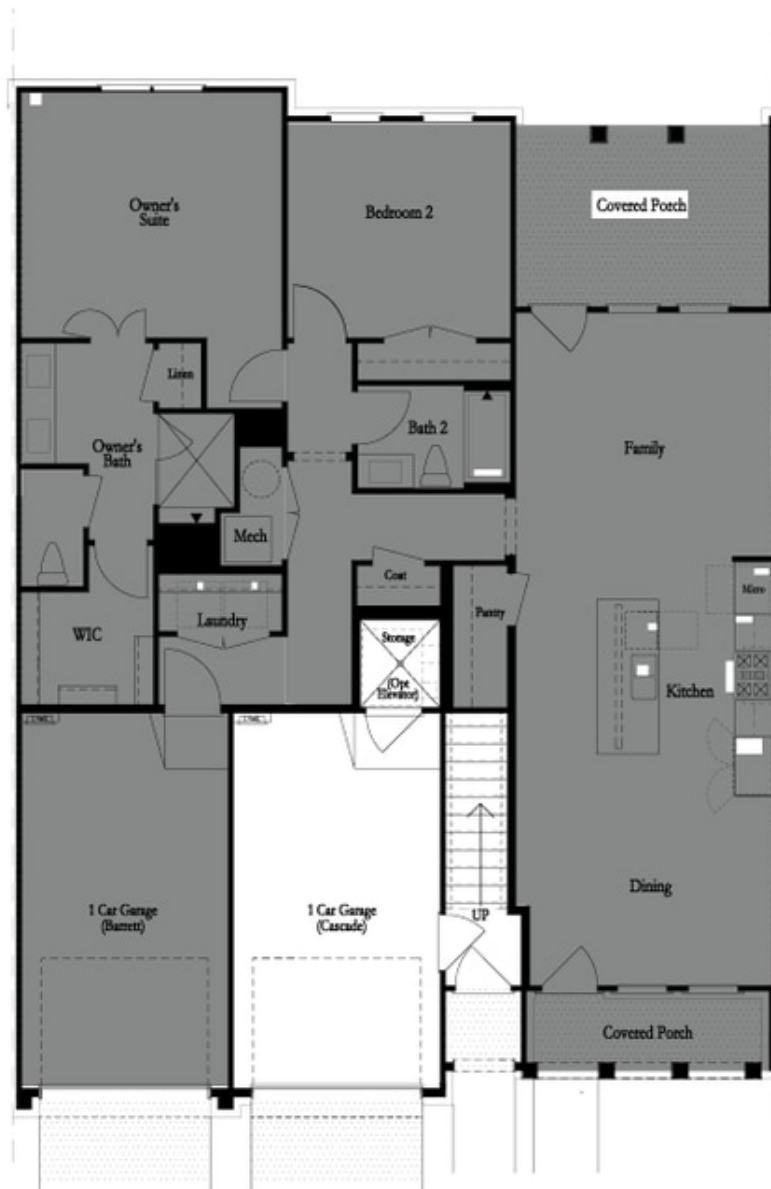 Owner's
Suite
Bedroom 2
Covered Porch
Linen
Owner's
Bath
Bath 2
Family
Mech
Coat
Micro
Laundry
Pantry
WIC
Storage
(Opt
Elevator)
Kitchen
1 Car Garage
(Barrett)
1 Car Garage
(Cascade)
UP
Dining
Covered Porch